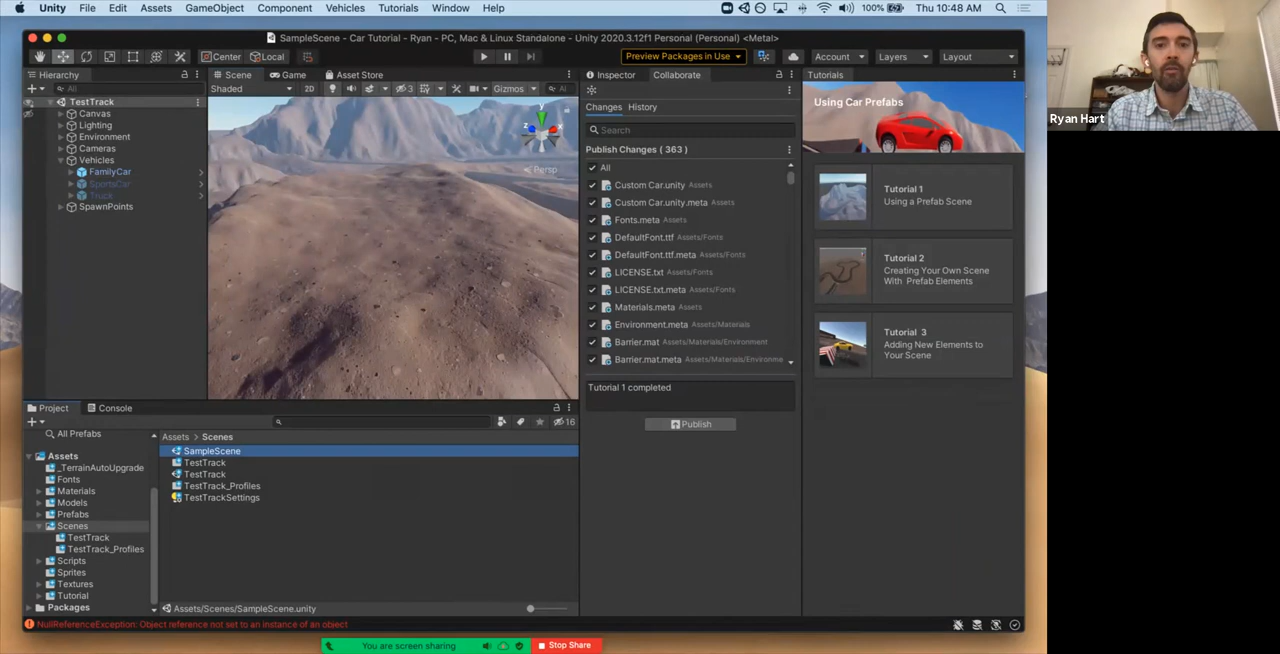 Unity File Edit Assets GameObject Component Vehicles Tutorials Window Help 100% Thu 10:48 AM
SampleScene - Car Tutorial - Ryan - PC, Mac & Linux Standalone - Unity 2020.3.12f1 Personal (Personal) <Metal>
Center Local Preview Packages in Use Account Layers Layout
Hierarchy Scene Game Asset Store Inspector Collaborate Tutorials
All Shaded 2D 3 Gizmos All
TestTrack
Canvas
Lighting
Environment
Cameras
Vehicles
FamilyCar
SportsCar
Truck
SpawnPoints
y
z x
Persp
Changes History
Search
Publish Changes ( 363 )
All
Custom Car.unity Assets
Custom Car.unity.meta Assets
Fonts.meta Assets
DefaultFont.ttf Assets/Fonts
DefaultFont.ttf.meta Assets/Fonts
LICENSE.txt Assets/Fonts
LICENSE.txt.meta Assets/Fonts
Materials.meta Assets
Environment.meta Assets/Materials
Barrier.mat Assets/Materials/Environment
Barrier.mat.meta Assets/Materials/Environme
Tutorial 1 completed
Publish
Using Car Prefabs
Tutorial 1
Using a Prefab Scene
Tutorial 2
Creating Your Own Scene
With Prefab Elements
Tutorial 3
Adding New Elements to
Your Scene
Ryan Hart
Project Console
16
All Prefabs
Assets
_TerrainAutoUpgrade
Fonts
Materials
Models
Prefabs
Scenes
TestTrack
TestTrack_Profiles
Scripts
Sprites
Textures
Tutorial
Packages
Assets > Scenes
SampleScene
TestTrack
TestTrack
TestTrack_Profiles
TestTrackSettings
Assets/Scenes/SampleScene.unity
NullReferenceException: Object reference not set to an instance of an object
You are screen sharing Stop Share